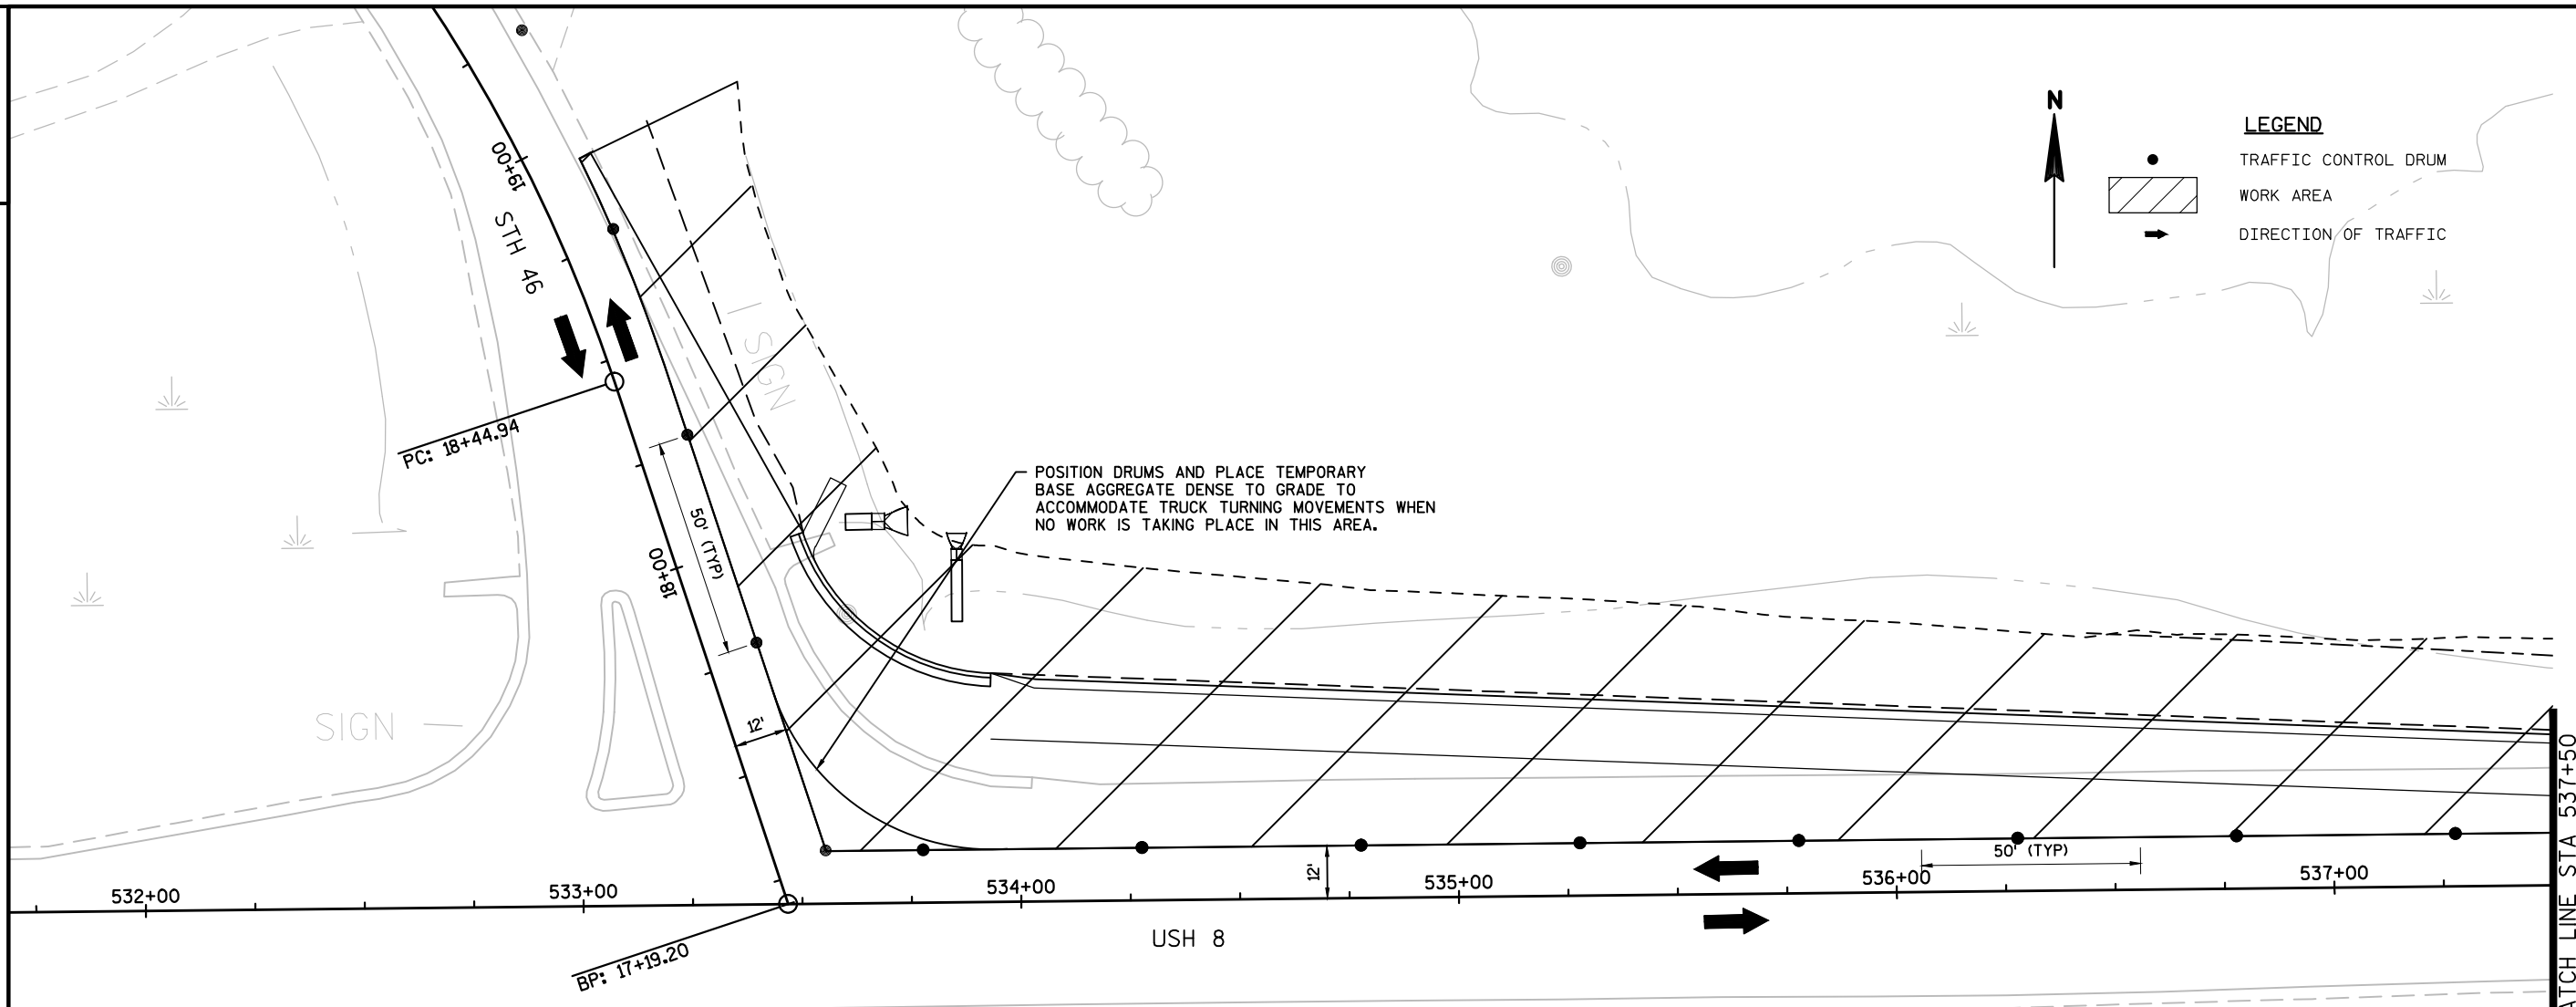 N
LEGEND
TRAFFIC CONTROL DRUM
WORK AREA
DIRECTION OF TRAFFIC
19+00
STH 46
SIGN
PC: 18+44.94
POSITION DRUMS AND PLACE TEMPORARY
BASE AGGREGATE DENSE TO GRADE TO
ACCOMMODATE TRUCK TURNING MOVEMENTS WHEN
NO WORK IS TAKING PLACE IN THIS AREA.
50' (TYP)
18+00
SIGN
12'
12'
50' (TYP)
532+00
533+00
534+00
535+00
536+00
537+00
USH 8
BP: 17+19.20
LINE STA 537+50